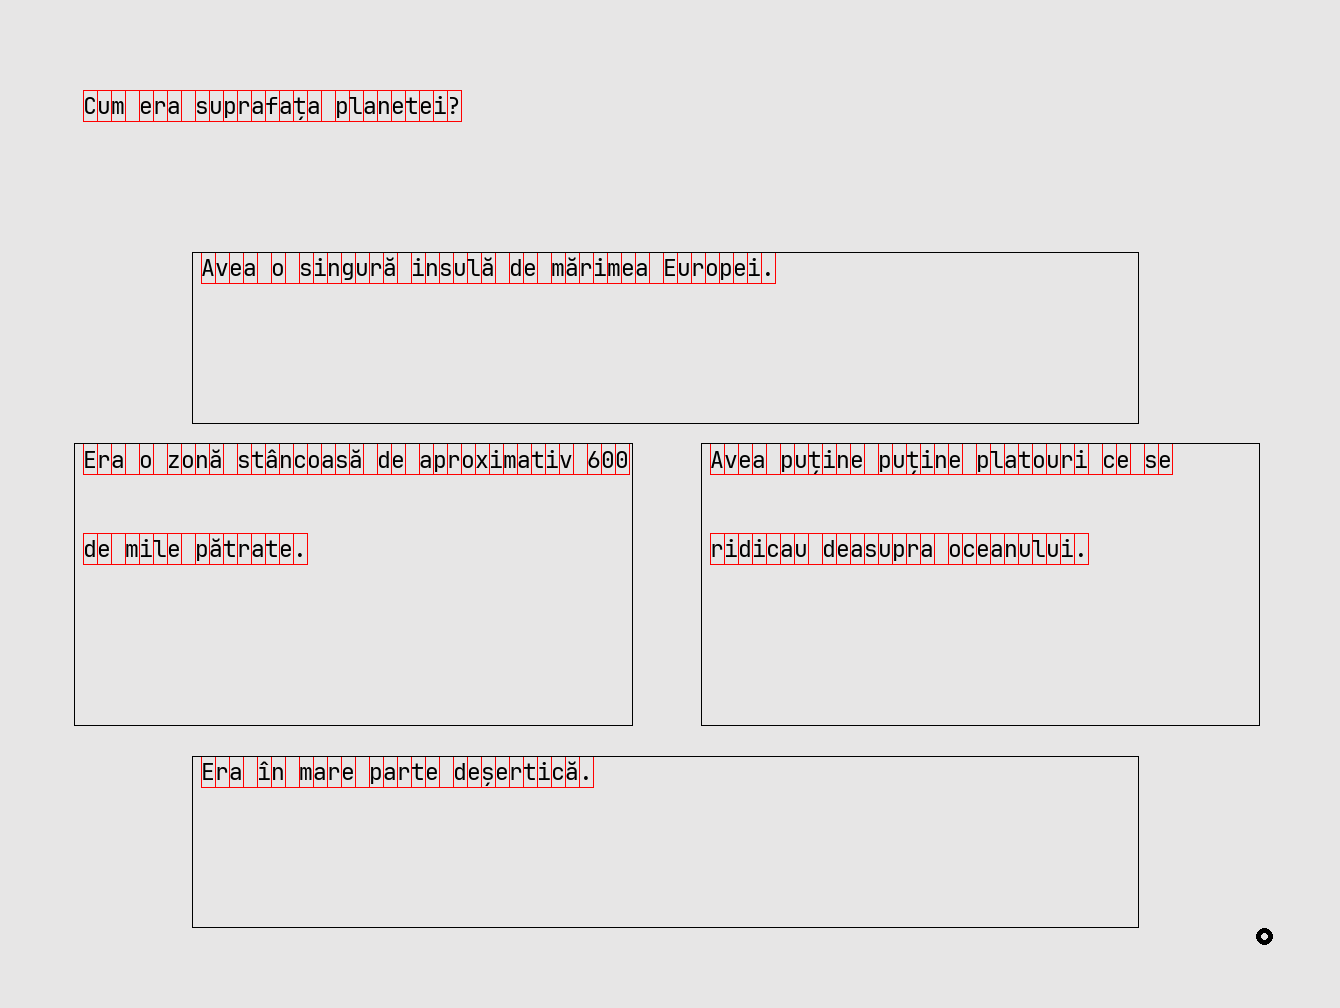 Cum era suprafața planetei?
Avea o singură insulă de mărimea Europei.
Era o zonă stâncoasă de aproximativ 600
de mile pătrate.
Avea puține puține platouri ce se
ridicau deasupra oceanului.
Era în mare parte deșertică.